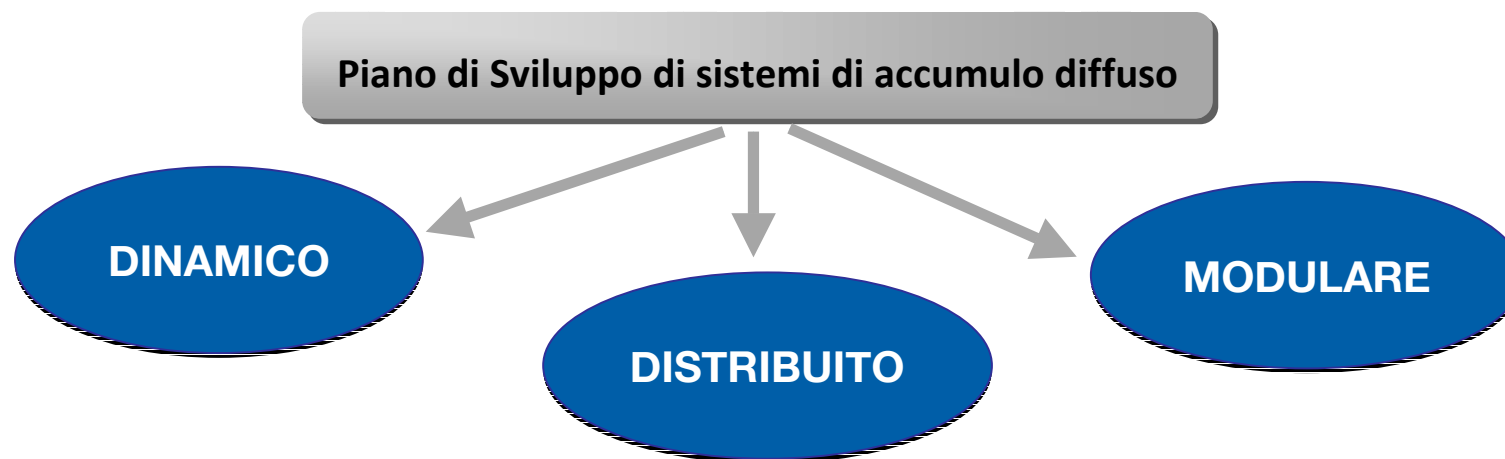 Piano di Sviluppo di sistemi di accumulo diffuso
DINAMICO
DISTRIBUITO
MODULARE